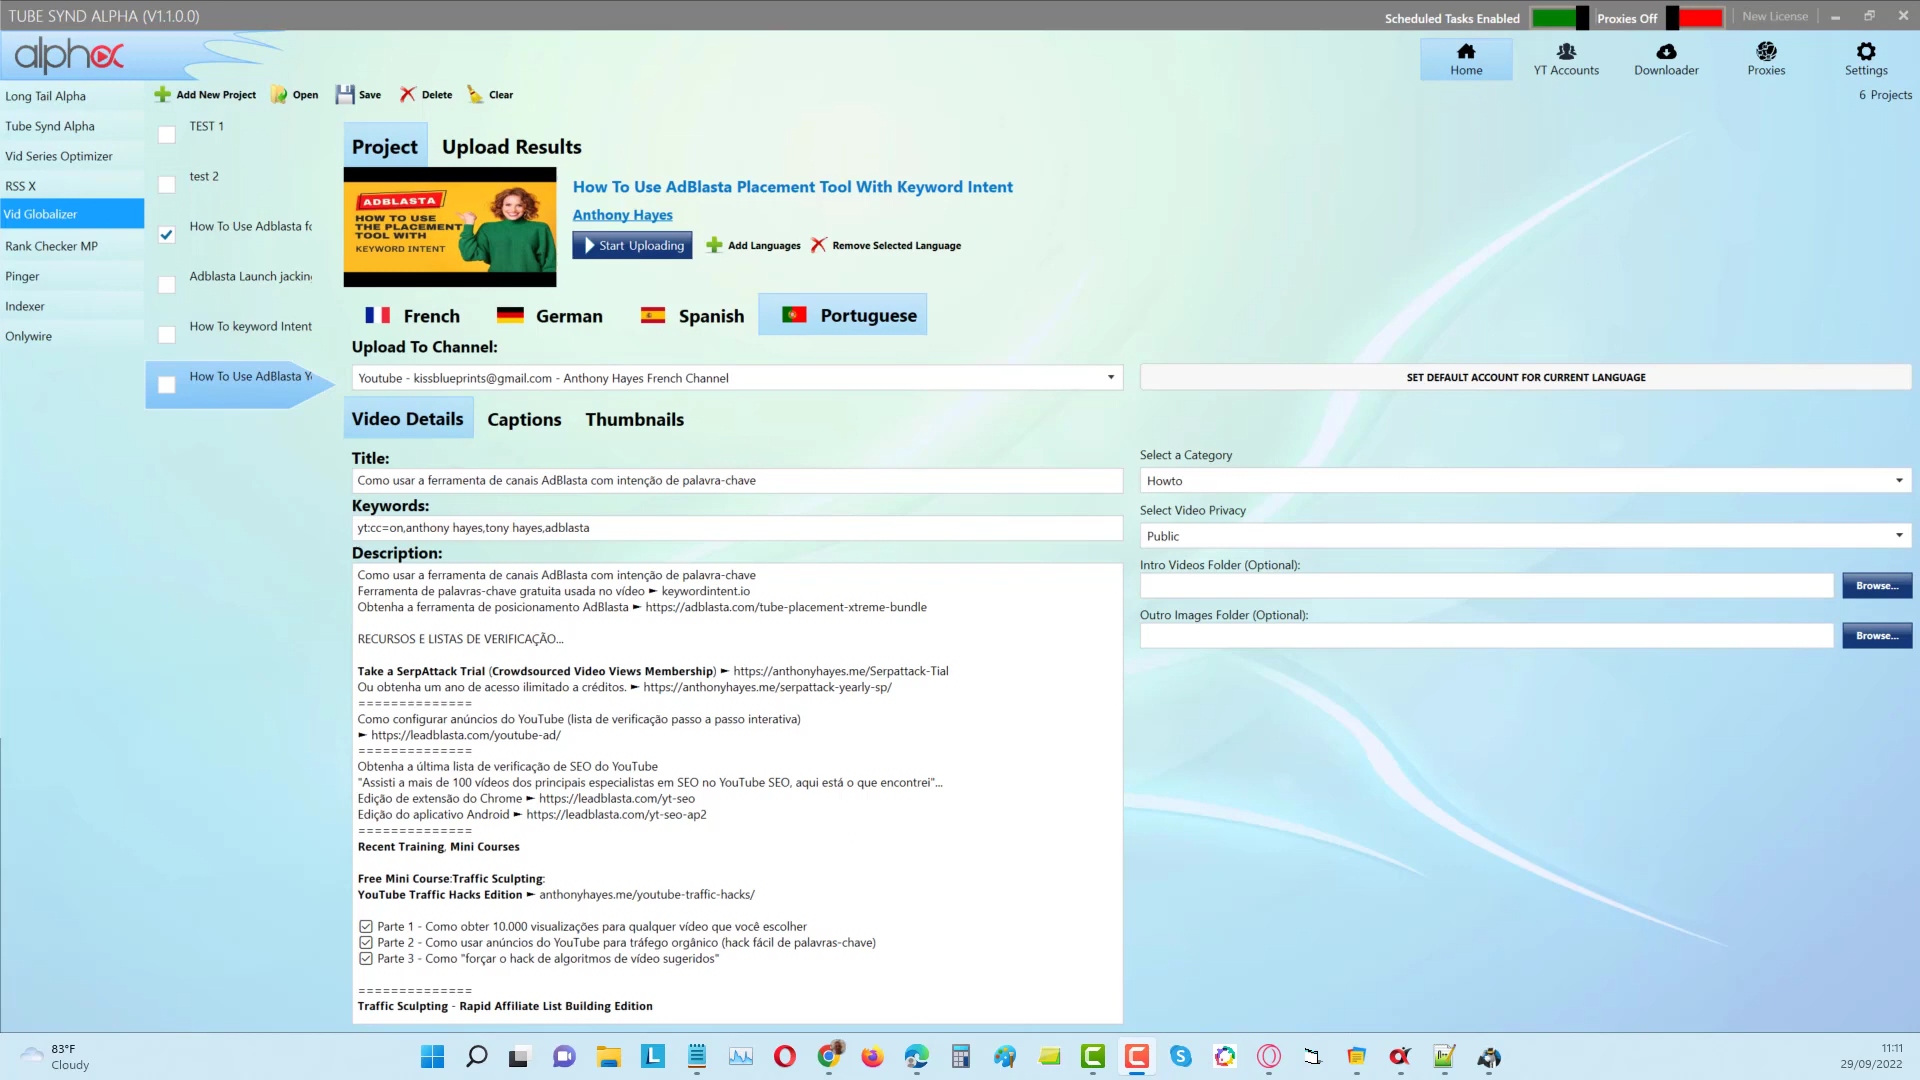 TUBE SYND ALPHA (V1.1.0.0)
Scheduled Tasks Enabled
Proxies Off
New License
alpha
Home
YT Accounts
Downloader
Proxies
Settings
Long Tail Alpha
Tube Synd Alpha
Vid Series Optimizer
RSS X
Vid Globalizer
Rank Checker MP
Pinger
Indexer
Onlywire
Add New Project
Open
Save
Delete
Clear
6 Projects
TEST 1
test 2
How To Use Adblasta fo
Adblasta Launch jackin
How To keyword Intent
How To Use AdBlasta Y
Project
Upload Results
ADBLASTA
HOW TO USE
THE PLACEMENT
TOOL WITH
KEYWORD INTENT
How To Use AdBlasta Placement Tool With Keyword Intent
Anthony Hayes
Start Uploading
Add Languages
Remove Selected Language
French
German
Spanish
Portuguese
Upload To Channel:
Youtube - kissblueprints@gmail.com - Anthony Hayes French Channel
SET DEFAULT ACCOUNT FOR CURRENT LANGUAGE
Video Details
Captions
Thumbnails
Title:
Como usar a ferramenta de canais AdBlasta com intenção de palavra-chave
Keywords:
yt:cc=on,anthony hayes,tony hayes,adblasta
Description:
Como usar a ferramenta de canais AdBlasta com intenção de palavra-chave
Ferramenta de palavras-chave gratuita usada no vídeo ► keywordintent.io
Obtenha a ferramenta de posicionamento AdBlasta ► https://adblasta.com/tube-placement-xtreme-bundle
RECURSOS E LISTAS DE VERIFICAÇÃO...
Take a SerpAttack Trial (Crowdsourced Video Views Membership) ► https://anthonyhayes.me/Serpattack-Tial
Ou obtenha um ano de acesso ilimitado a créditos. ► https://anthonyhayes.me/serpattack-yearly-sp/
==============
Como configurar anúncios do YouTube (lista de verificação passo a passo interativa)
► https://leadblasta.com/youtube-ad/
==============
Obtenha a última lista de verificação de SEO do YouTube
"Assisti a mais de 100 vídeos dos principais especialistas em SEO no YouTube SEO, aqui está o que encontrei"...
Edição de extensão do Chrome ► https://leadblasta.com/yt-seo
Edição do aplicativo Android ► https://leadblasta.com/yt-seo-ap2
==============
Recent Training, Mini Courses
Free Mini Course:Traffic Sculpting:
YouTube Traffic Hacks Edition ► anthonyhayes.me/youtube-traffic-hacks/
☑ Parte 1 - Como obter 10.000 visualizações para qualquer vídeo que você escolher
☑ Parte 2 - Como usar anúncios do YouTube para tráfego orgânico (hack fácil de palavras-chave)
☑ Parte 3 - Como "forçar o hack de algoritmos de vídeo sugeridos"
==============
Traffic Sculpting - Rapid Affiliate List Building Edition
Select a Category
Howto
Select Video Privacy
Public
Intro Videos Folder (Optional):
Browse...
Outro Images Folder (Optional):
Browse...
83°F
Cloudy
11:11
29/09/2022